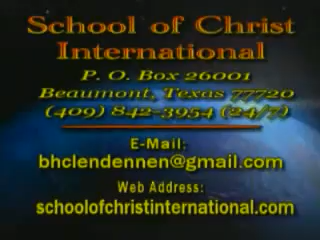 School of Christ
International
P. O. Box 26001
Beaumont, Texas 77720
(409) 842-3954 (24/7)
E-Mail:
bhclendennen@gmail.com
Web Address:
schoolofchristinternational.com